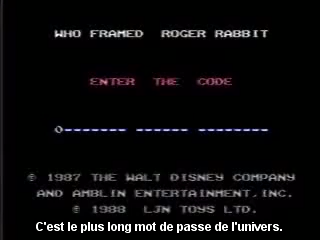 WHO FRAMED ROGER RABBIT
ENTER THE CODE
O------- ------ --------
© 1987 THE WALT DISNEY COMPANY
AND AMBLIN ENTERTAINMENT, INC.
© 1988 LJN TOYS LTD.
C'est le plus long mot de passe de l'univers.